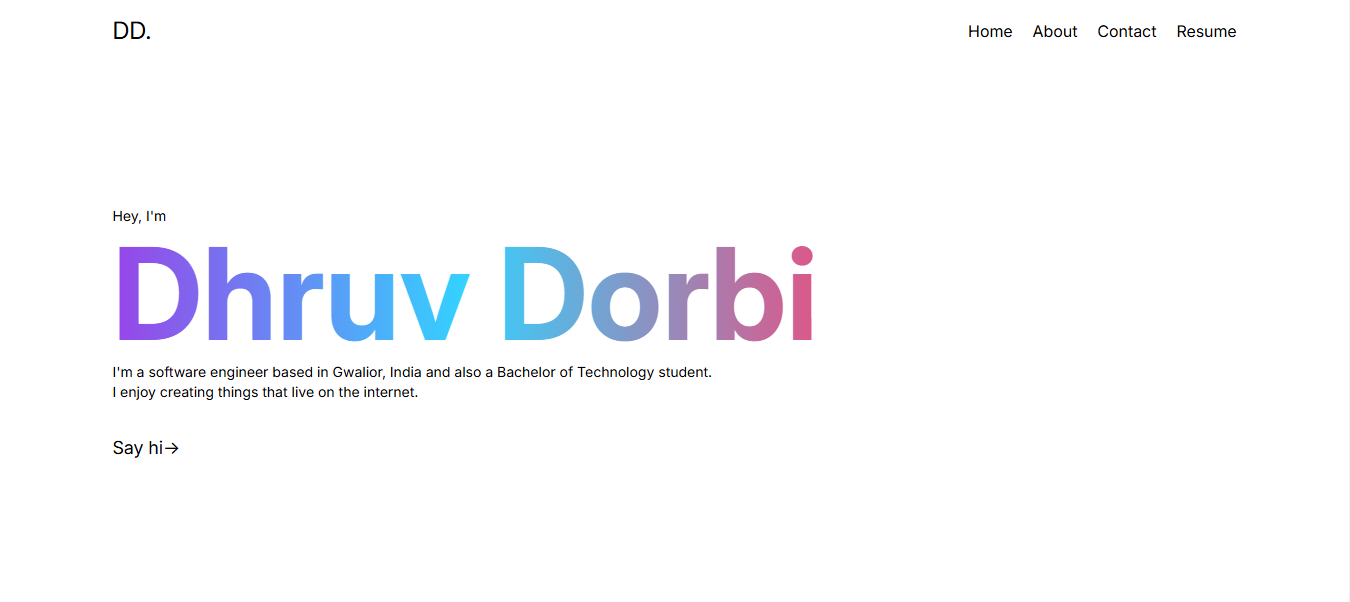 DD.
Home About Contact Resume
Hey, I'm
Dhruv Dorbi
I'm a software engineer based in Gwalior, India and also a Bachelor of Technology student.
I enjoy creating things that live on the internet.
Say hi→